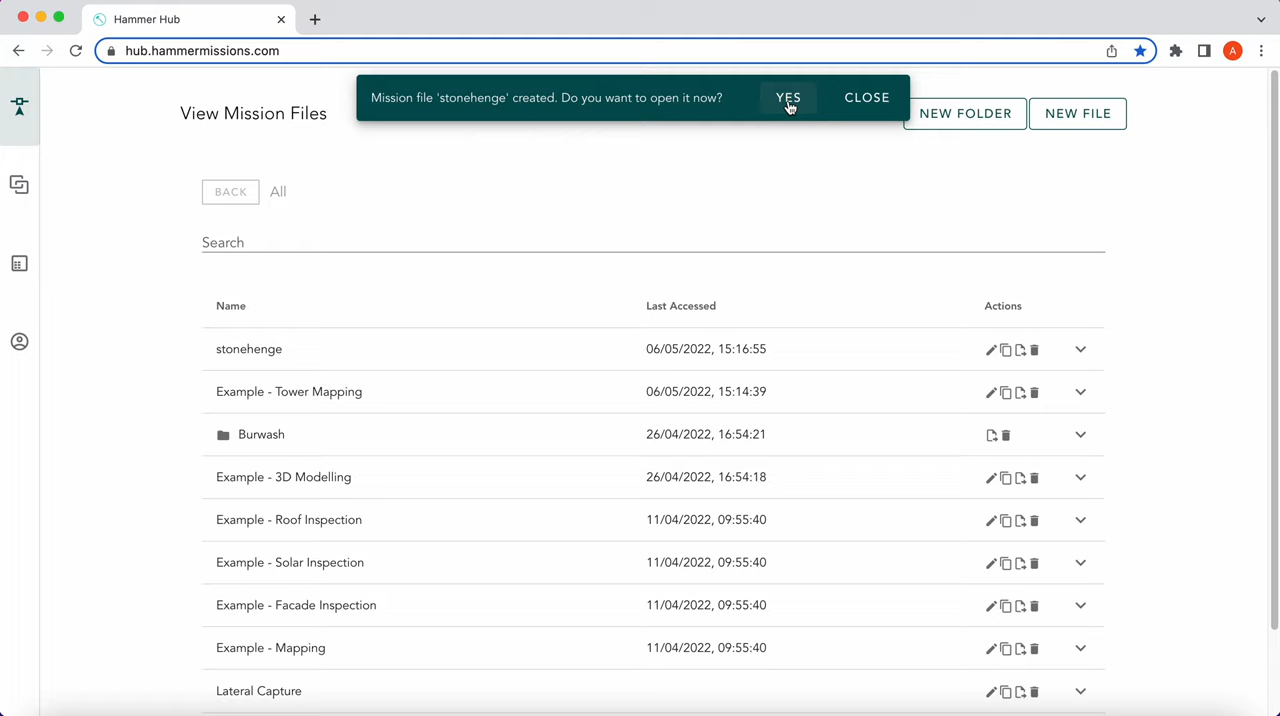 Hammer Hub
hub.hammermissions.com
A
Mission file 'stonehenge' created. Do you want to open it now? YES CLOSE
View Mission Files
NEW FOLDER NEW FILE
BACK All
Search
Name Last Accessed Actions
stonehenge 06/05/2022, 15:16:55
Example - Tower Mapping 06/05/2022, 15:14:39
Burwash 26/04/2022, 16:54:21
Example - 3D Modelling 26/04/2022, 16:54:18
Example - Roof Inspection 11/04/2022, 09:55:40
Example - Solar Inspection 11/04/2022, 09:55:40
Example - Facade Inspection 11/04/2022, 09:55:40
Example - Mapping 11/04/2022, 09:55:40
Lateral Capture